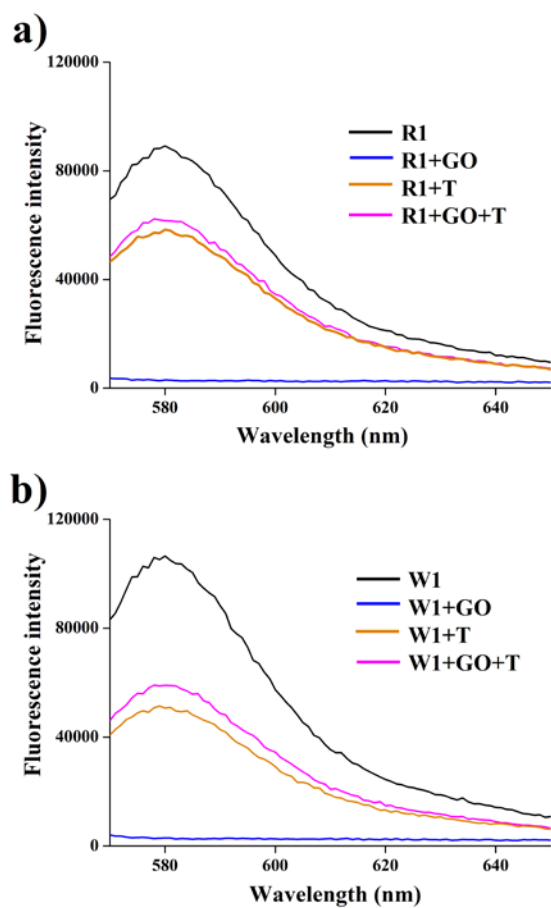 a)
120000
80000
40000
0
Fluorescence intensity
R1
R1+GO
R1+T
R1+GO+T
580
600
620
640
Wavelength (nm)
b)
120000
80000
40000
0
Fluorescence intensity
W1
W1+GO
W1+T
W1+GO+T
580
600
620
640
Wavelength (nm)